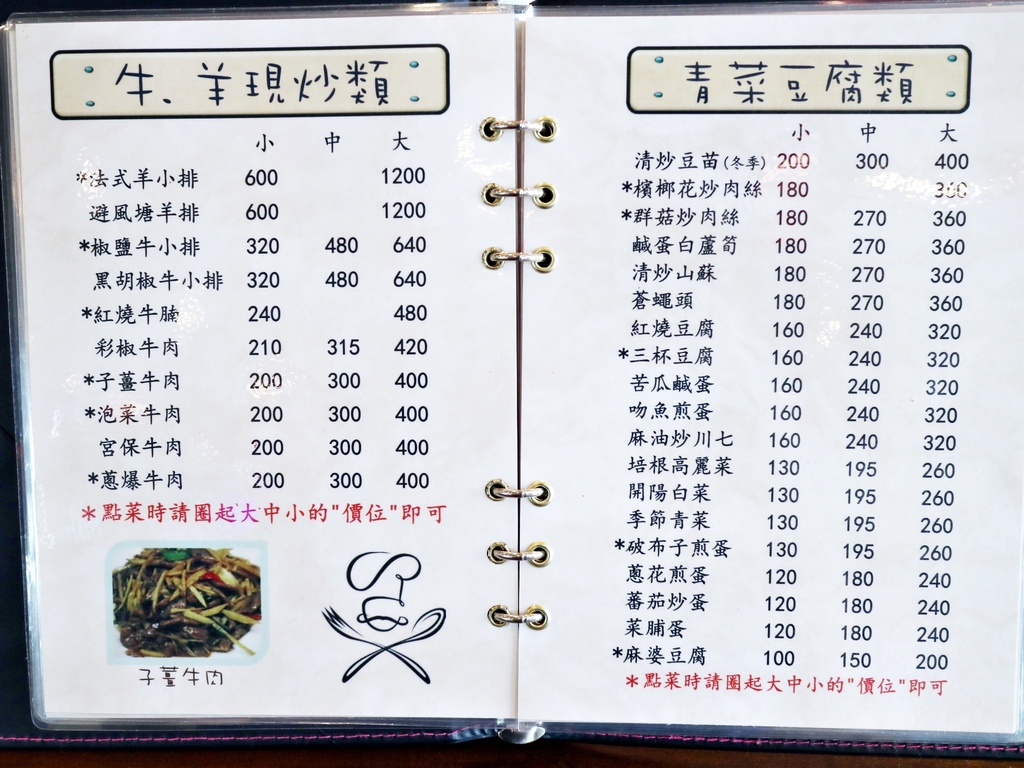 牛、羊現炒類
小 中 大
*法式羊小排 600 1200
避風塘羊排 600 1200
*椒鹽牛小排 320 480 640
黑胡椒牛小排 320 480 640
*紅燒牛腩 240 480
彩椒牛肉 210 315 420
*子薑牛肉 200 300 400
*泡菜牛肉 200 300 400
宮保牛肉 200 300 400
*蔥爆牛肉 200 300 400
*點菜時請圈起大中小的"價位"即可
子薑牛肉
青菜豆腐類
小 中 大
清炒豆苗(冬季) 200 300 400
*檳榔花炒肉絲 180 360
*群菇炒肉絲 180 270 360
鹹蛋白蘆筍 180 270 360
清炒山蘇 180 270 360
蒼蠅頭 180 270 360
紅燒豆腐 160 240 320
*三杯豆腐 160 240 320
苦瓜鹹蛋 160 240 320
吻魚煎蛋 160 240 320
麻油炒川七 160 240 320
培根高麗菜 130 195 260
開陽白菜 130 195 260
季節青菜 130 195 260
*破布子煎蛋 130 195 260
蔥花煎蛋 120 180 240
蕃茄炒蛋 120 180 240
菜脯蛋 120 180 240
*麻婆豆腐 100 150 200
*點菜時請圈起大中小的"價位"即可